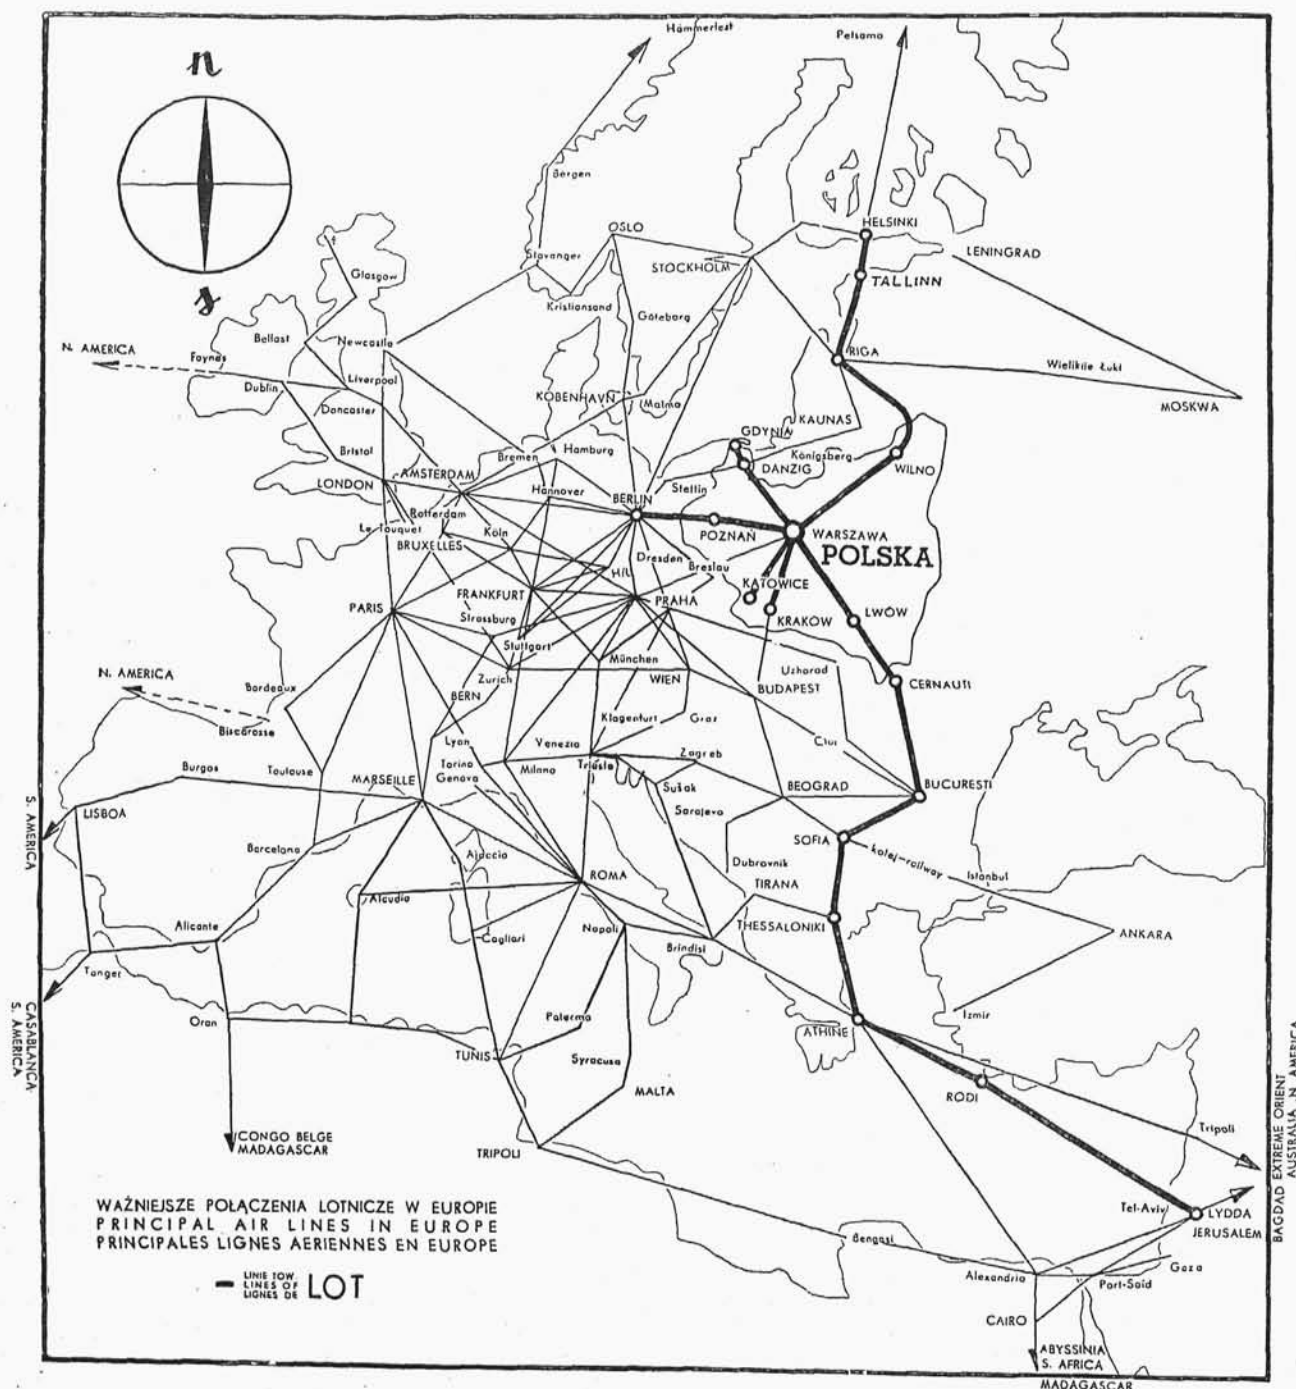 n
s
Hammerfest
Petsamo
Bergen
OSLO
HELSINKI
Stavanger
STOCKHOLM
LENINGRAD
TALLINN
Glasgow
Kristiansand
Göteborg
Belfast
Newcastle
N. AMERICA
Foynes
RIGA
Wielikije Łuki
Dublin
Liverpool
MOSKWA
Doncaster
KÖBENHAVN
Malmö
KAUNAS
GDYNIA
Bristol
Bremen
Hamburg
Königsberg
LONDON
AMSTERDAM
DANZIG
WILNO
Hannover
Stettin
BERLIN
Rotterdam
Le Touquet
Köln
POZNAŃ
WARSZAWA
BRUXELLES
POLSKA
Dresden
Breslau
H/L
KATOWICE
FRANKFURT
PRAHA
PARIS
Strassburg
KRAKÓW
LWÓW
Stuttgart
München
Uzhorod
N. AMERICA
Zurich
WIEN
CERNAUTI
Bordeaux
BERN
BUDAPEST
Biscarosse
Klagenfurt
Graz
Lyon
Venezia
Zagreb
Cluj
Burgos
Toulouse
MARSEILLE
Torino
Genova
Milano
Trieste
Sušak
BEOGRAD
BUCURESTI
LISBOA
S. AMERICA
Sarajevo
SOFIA
kolej-railway
Barcelona
Ajaccio
Dubrovnik
Istanbul
ROMA
TIRANA
Alcudia
Alicante
Cagliari
Napoli
Brindisi
THESSALONIKI
ANKARA
Tanger
CASABLANCA
S. AMERICA
Oran
Palermo
ATHINE
Izmir
TUNIS
Syracusa
MALTA
RODI
CONGO BELGE
MADAGASCAR
TRIPOLI
Tripoli
BAGDAD EXTREME ORIENT
AUSTRALIA, N. AMERICA
WAŻNIEJSZE POŁĄCZENIA LOTNICZE W EUROPIE
PRINCIPAL AIR LINES IN EUROPE
PRINCIPALES LIGNES AERIENNES EN EUROPE
LINIE TOW.
LINES OF
LIGNES DE
LOT
Tel-Aviv
LYDDA
JERUSALEM
Bengasi
Gaza
Alexandria
Port-Said
CAIRO
ABYSSINIA
S. AFRICA
MADAGASCAR